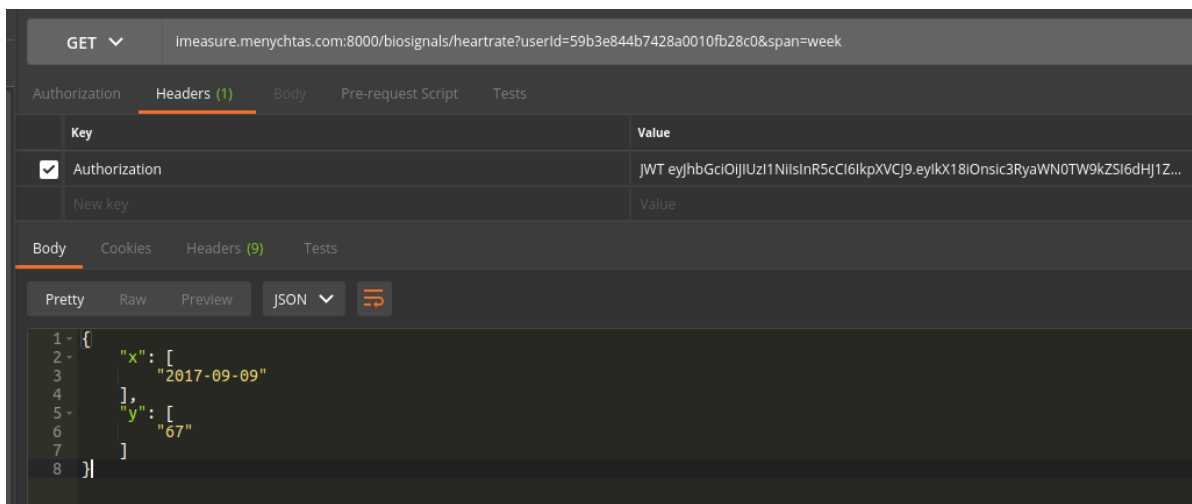 GET imeasure.menychtas.com:8000/biosignals/heartrate?userId=59b3e844b7428a0010fb28c0&span=week
Authorization Headers (1) Body Pre-request Script Tests
Key Value
Authorization JWT eyJhbGciOiJIUzI1NiIsInR5cCI6IkpXVCJ9.eyIkX18iOnsic3RyaWN0TW9kZSI6dHJ1Z...
New key Value
Body Cookies Headers (9) Tests
Pretty Raw Preview JSON
1 {
2 "x": [
3 "2017-09-09"
4 ],
5 "y": [
6 "67"
7 ]
8 }